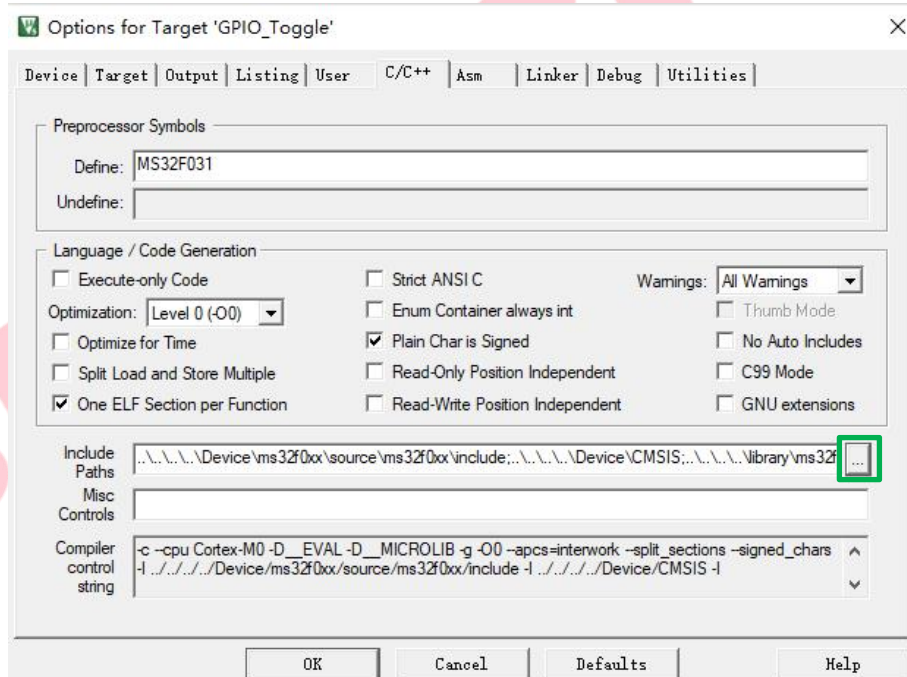 Options for Target 'GPIO_Toggle'
Device Target Output Listing User C/C++ Asm Linker Debug Utilities
Preprocessor Symbols
Define: MS32F031
Undefine:
Language / Code Generation
Execute-only Code
Strict ANSI C
Warnings: All Warnings
Optimization: Level 0 (-O0)
Enum Container always int
Thumb Mode
Optimize for Time
Plain Char is Signed
No Auto Includes
Split Load and Store Multiple
Read-Only Position Independent
C99 Mode
One ELF Section per Function
Read-Write Position Independent
GNU extensions
Include Paths
..\..\..\..\Device\ms32f0xx\source\ms32f0xx\include;..\..\..\..\Device\CMSIS;..\..\..\..\library\ms32f
...
Misc Controls
Compiler control string
-c --cpu Cortex-M0 -D__EVAL -D__MICROLIB -g -O0 --apcs=interwork --split_sections --signed_chars
-I ../../../../Device/ms32f0xx/source/ms32f0xx/include -I ../../../../Device/CMSIS -I
OK Cancel Defaults Help